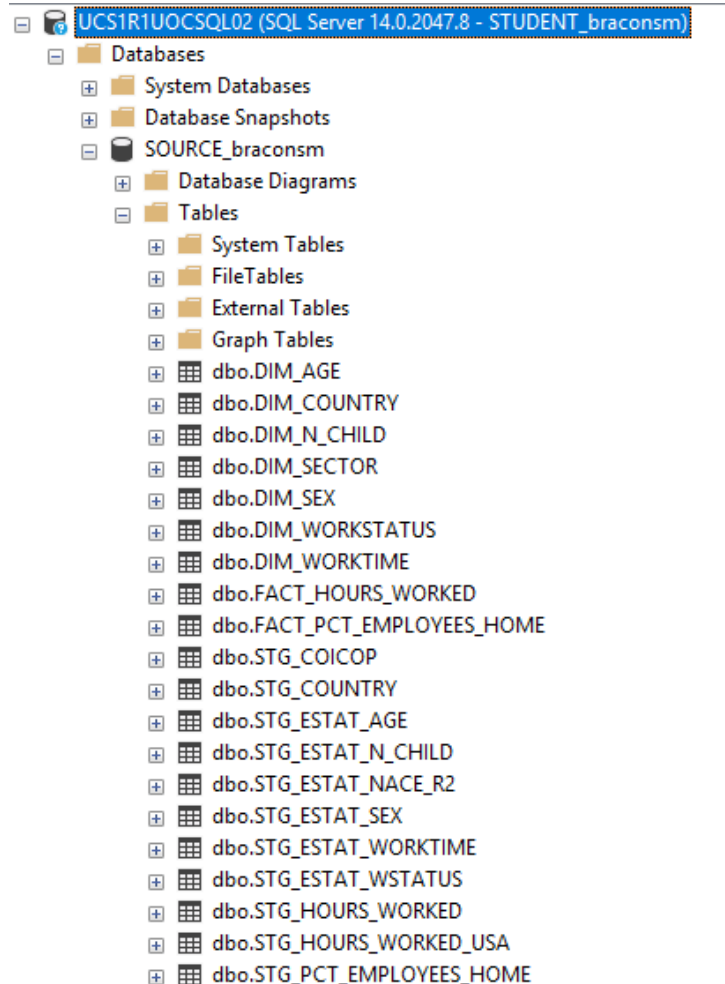 UCS1R1UOCSQL02 (SQL Server 14.0.2047.8 - STUDENT_braconsm)
Databases
System Databases
Database Snapshots
SOURCE_braconsm
Database Diagrams
Tables
System Tables
FileTables
External Tables
Graph Tables
dbo.DIM_AGE
dbo.DIM_COUNTRY
dbo.DIM_N_CHILD
dbo.DIM_SECTOR
dbo.DIM_SEX
dbo.DIM_WORKSTATUS
dbo.DIM_WORKTIME
dbo.FACT_HOURS_WORKED
dbo.FACT_PCT_EMPLOYEES_HOME
dbo.STG_COICOP
dbo.STG_COUNTRY
dbo.STG_ESTAT_AGE
dbo.STG_ESTAT_N_CHILD
dbo.STG_ESTAT_NACE_R2
dbo.STG_ESTAT_SEX
dbo.STG_ESTAT_WORKTIME
dbo.STG_ESTAT_WSTATUS
dbo.STG_HOURS_WORKED
dbo.STG_HOURS_WORKED_USA
dbo.STG_PCT_EMPLOYEES_HOME